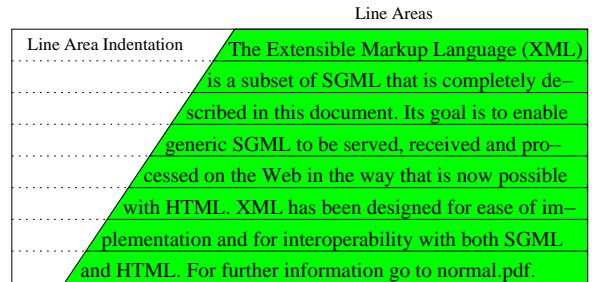 Line Areas
Line Area Indentation
The Extensible Markup Language (XML)
is a subset of SGML that is completely de–
scribed in this document. Its goal is to enable
generic SGML to be served, received and pro–
cessed on the Web in the way that is now possible
with HTML. XML has been designed for ease of im–
plementation and for interoperability with both SGML
and HTML. For further information go to normal.pdf.